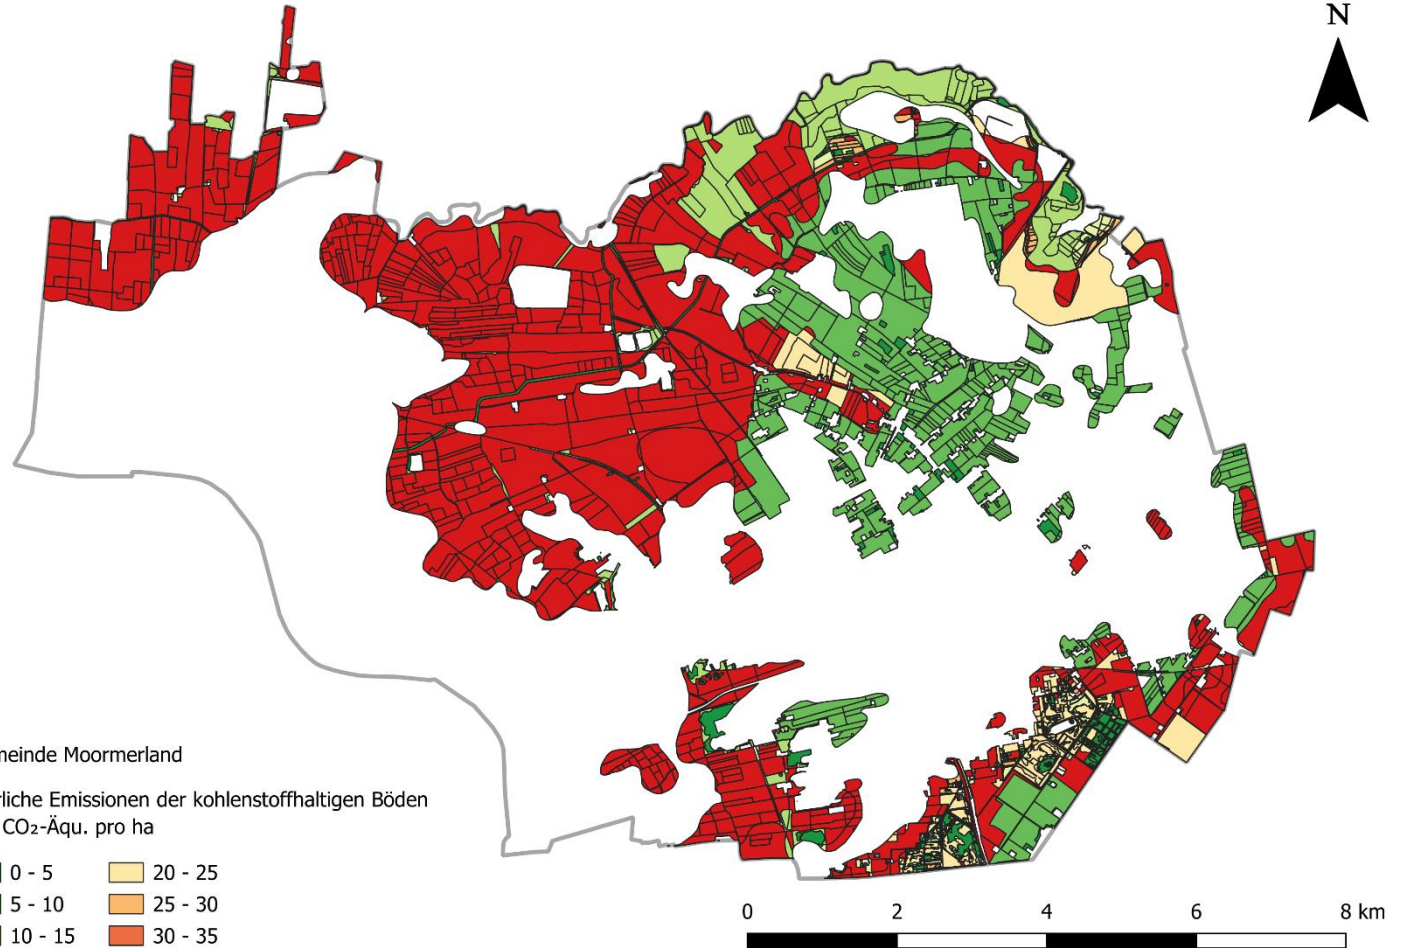 N
meinde Moormerland
rliche Emissionen der kohlenstoffhaltigen Böden
CO₂-Äqu. pro ha
0 - 5
5 - 10
10 - 15
20 - 25
25 - 30
30 - 35
0 2 4 6 8 km